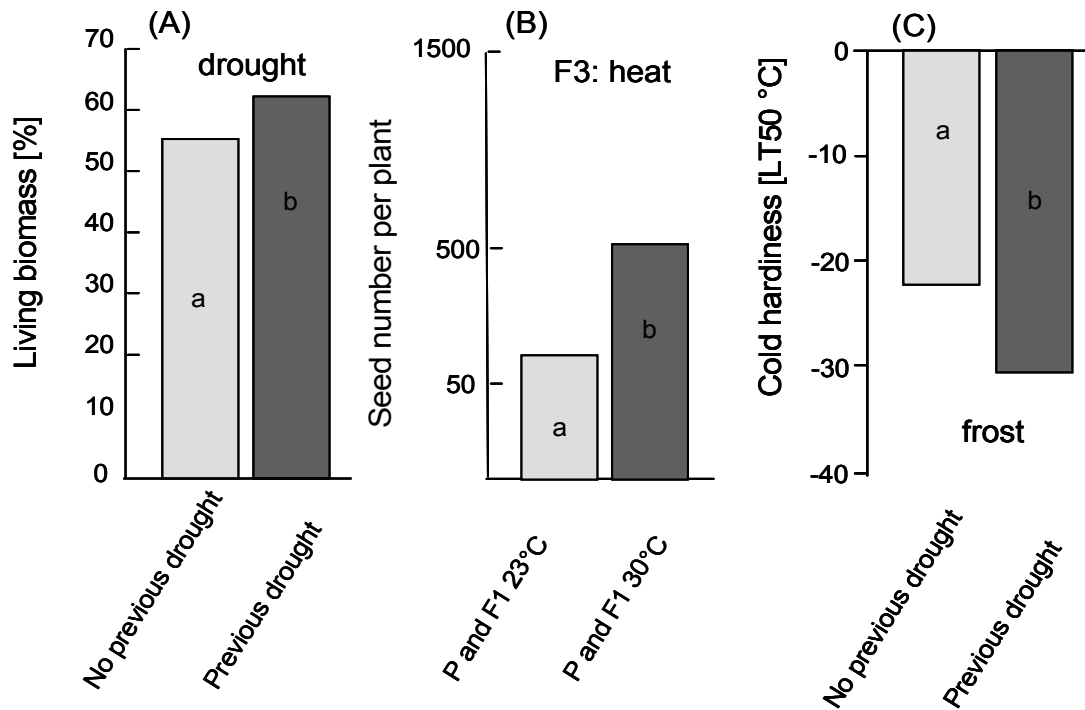 (A)
drought
Living biomass [%]
70
60
50
40
30
20
10
0
a
b
No previous drought
Previous drought
(B)
F3: heat
Seed number per plant
1500
500
50
a
b
P and F1 23°C
P and F1 30°C
(C)
Cold hardiness [LT50 °C]
0
-10
-20
-30
-40
a
b
frost
No previous drought
Previous drought